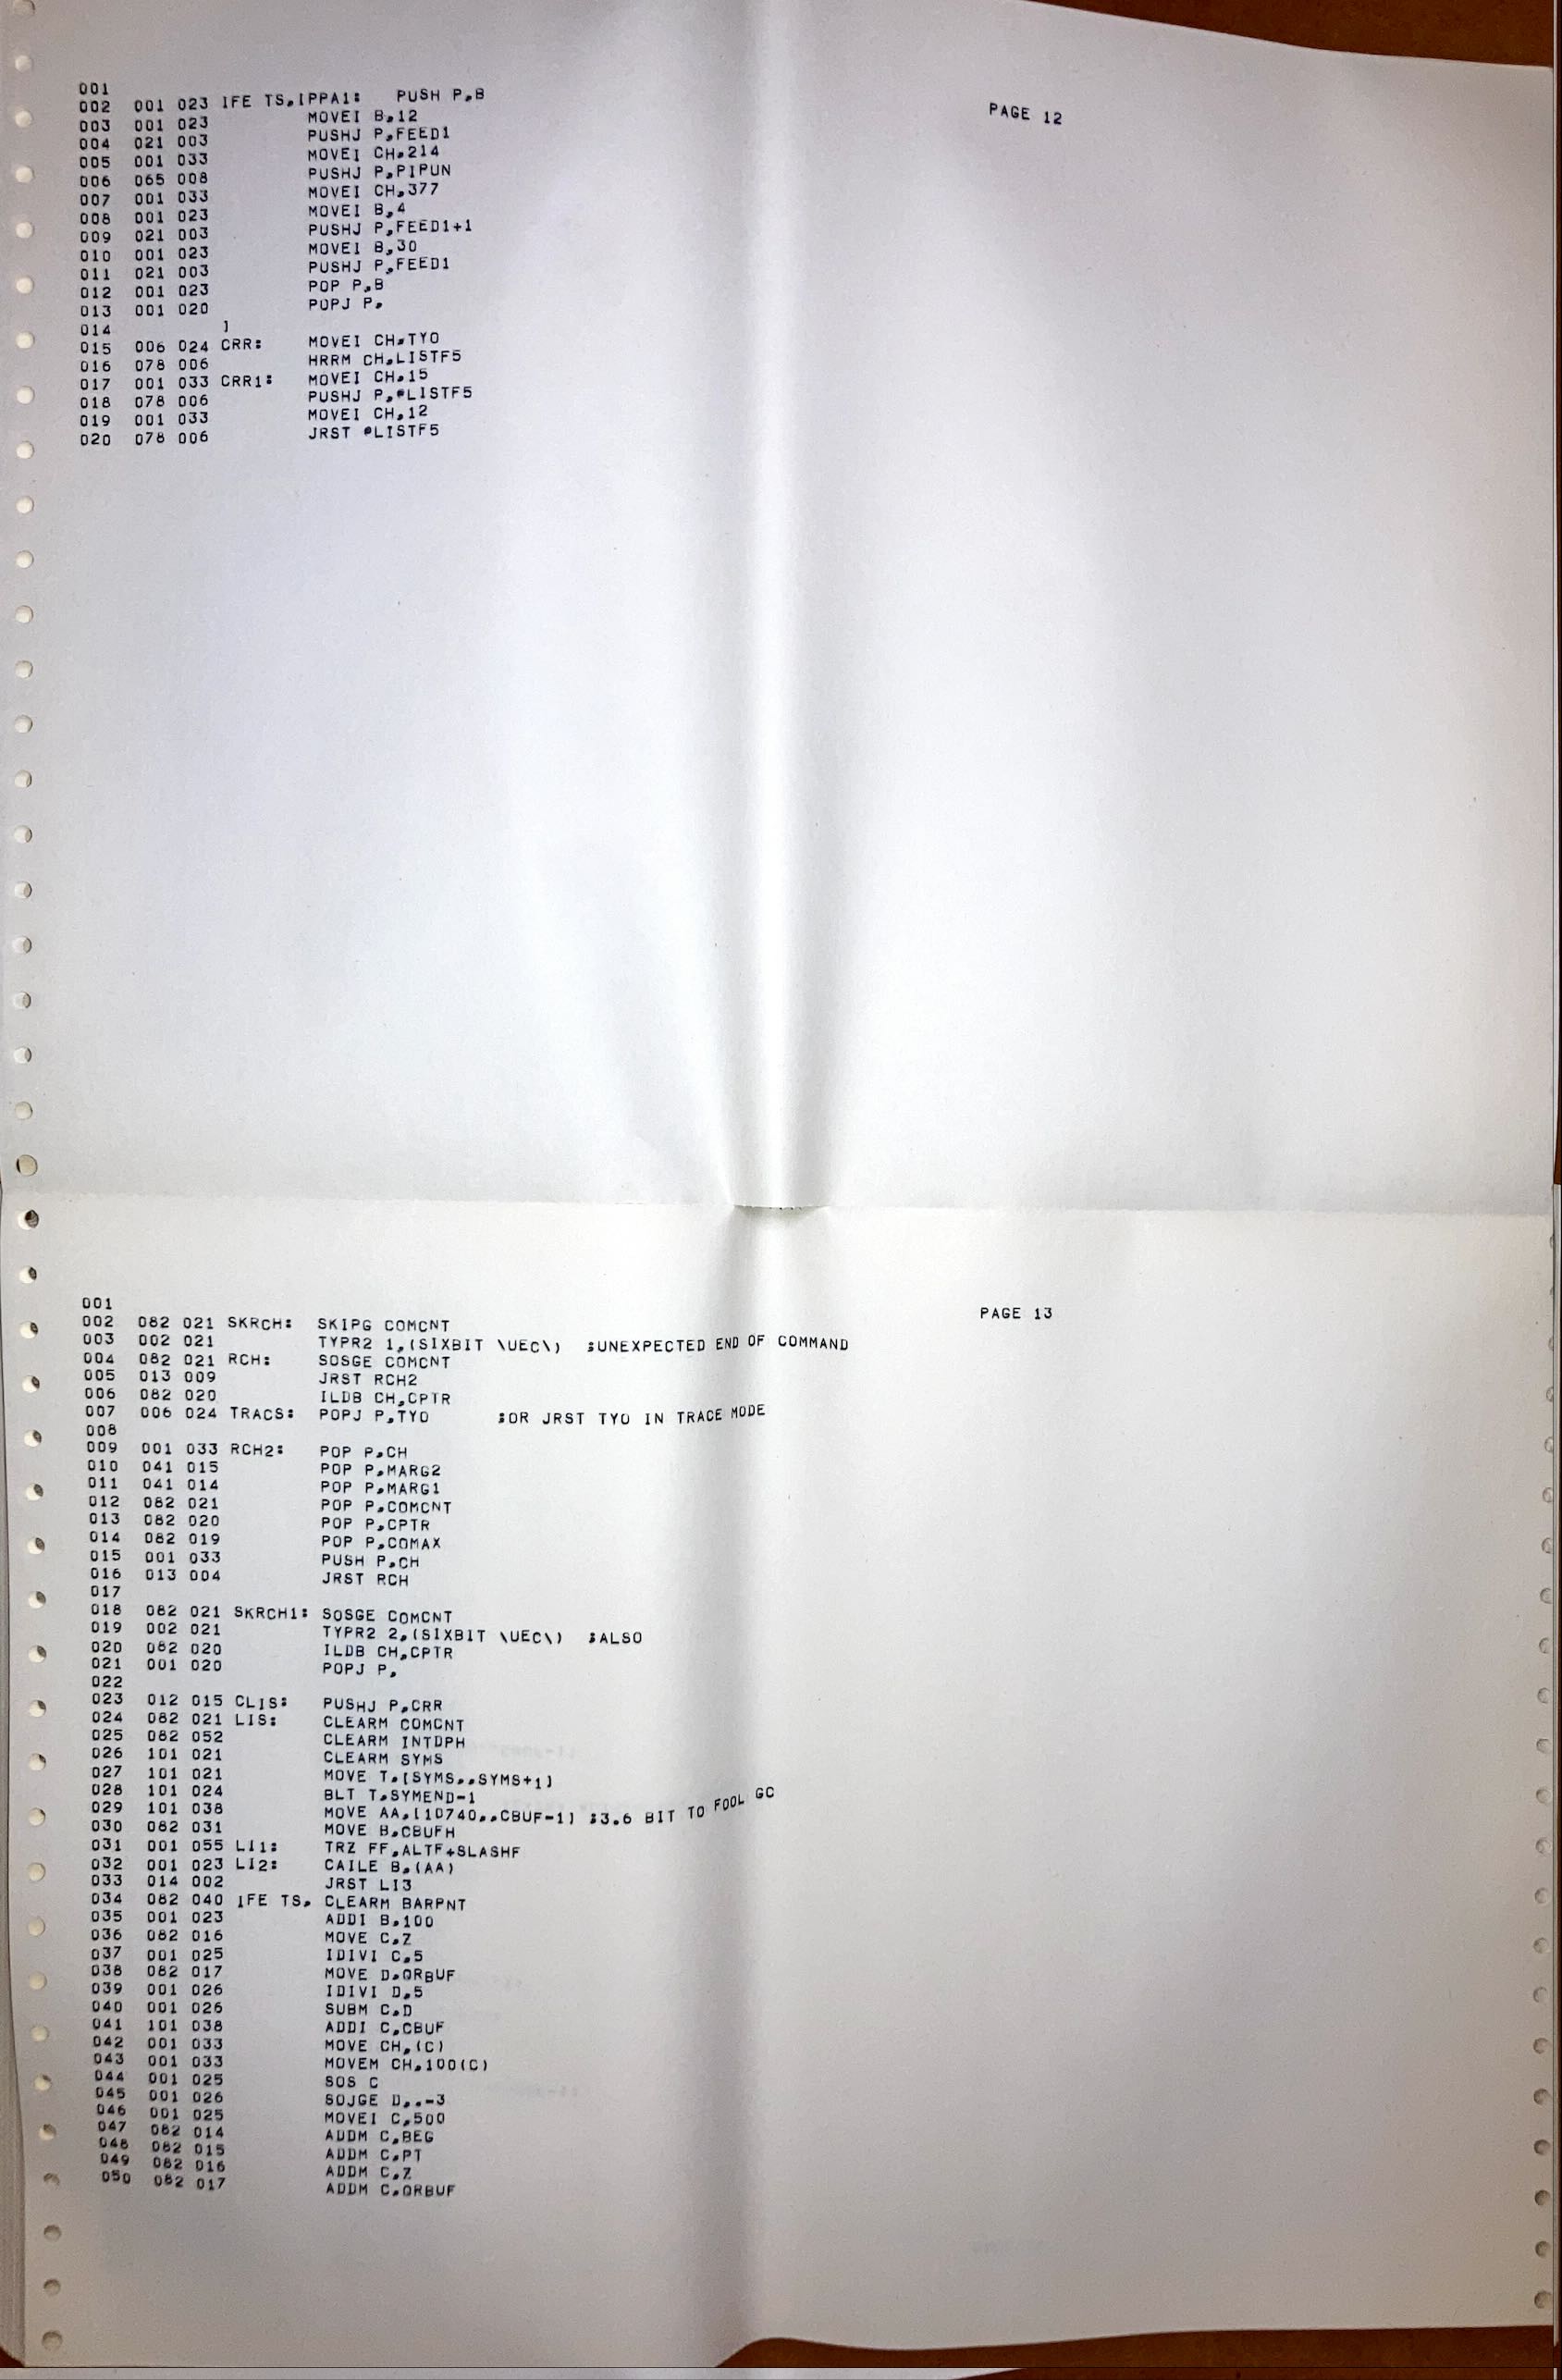 PAGE 12
001
002 001 023 IFE TS,[PPA1: PUSH P,B
003 001 023 MOVEI B,12
004 021 003 PUSHJ P,FEED1
005 001 033 MOVEI CH,214
006 065 008 PUSHJ P,PIPUN
007 001 033 MOVEI CH,377
008 001 023 MOVEI B,4
009 021 003 PUSHJ P,FEED1+1
010 001 023 MOVEI B,30
011 021 003 PUSHJ P,FEED1
012 001 023 POP P,B
013 001 020 POPJ P,
014 ]
015 006 024 CRR: MOVEI CH,TYO
016 078 006 HRRM CH,LISTF5
017 001 033 CRR1: MOVEI CH,15
018 078 006 PUSHJ P,@LISTF5
019 001 033 MOVEI CH,12
020 078 006 JRST @LISTF5
PAGE 13
001
002 082 021 SKRCH: SKIPG COMCNT
003 002 021 TYPR2 1,(SIXBIT \UEC\) ;UNEXPECTED END OF COMMAND
004 082 021 RCH: SOSGE COMCNT
005 013 009 JRST RCH2
006 082 020 ILDB CH,CPTR
007 006 024 TRACS: POPJ P,TYO ;OR JRST TYO IN TRACE MODE
008
009 001 033 RCH2: POP P,CH
010 041 015 POP P,MARG2
011 041 014 POP P,MARG1
012 082 021 POP P,COMCNT
013 082 020 POP P,CPTR
014 082 019 POP P,COMAX
015 001 033 PUSH P,CH
016 013 004 JRST RCH
017
018 082 021 SKRCH1: SOSGE COMCNT
019 002 021 TYPR2 2,(SIXBIT \UEC\) ;ALSO
020 082 020 ILDB CH,CPTR
021 001 020 POPJ P,
022
023 012 015 CLIS: PUSHJ P,CRR
024 082 021 LIS: CLEARM COMCNT
025 082 052 CLEARM INTDPH
026 101 021 CLEARM SYMS
027 101 021 MOVE T,[SYMS,,SYMS+1]
028 101 024 BLT T,SYMEND-1
029 101 038 MOVE AA,[10740,,CBUF-1] ;3.6 BIT TO FOOL GC
030 082 031 MOVE B,CBUFH
031 001 055 LI1: TRZ FF,ALTF+SLASHF
032 001 023 LI2: CAILE B,(AA)
033 014 002 JRST LI3
034 082 040 IFE TS, CLEARM BARPNT
035 001 023 ADDI B,100
036 082 016 MOVE C,Z
037 001 025 IDIVI C,5
038 082 017 MOVE D,QRBUF
039 001 026 IDIVI D,5
040 001 026 SUBM C,D
041 101 038 ADDI C,CBUF
042 001 033 MOVE CH,(C)
043 001 033 MOVEM CH,100(C)
044 001 025 SOS C
045 001 026 SOJGE D,.-3
046 001 025 MOVEI C,500
047 082 014 ADDM C,BEG
048 082 015 ADDM C,PT
049 082 016 ADDM C,Z
050 082 017 ADDM C,QRBUF